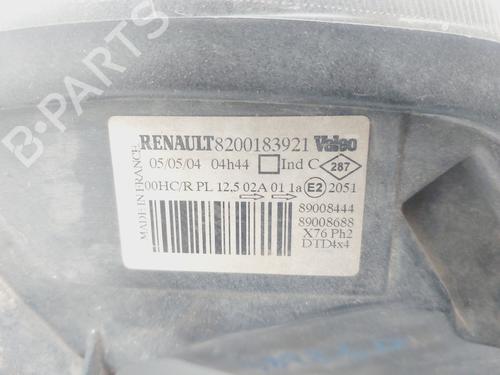 RENAULT 8200183921 Valeo
05/05/04 04h44 Ind C 287
00HC/R PL 12,5 02A 01 1a E2 2051
MADE IN FRANCE
89008444
89008688
X76 Ph2
DTD4x4
B-PARTS